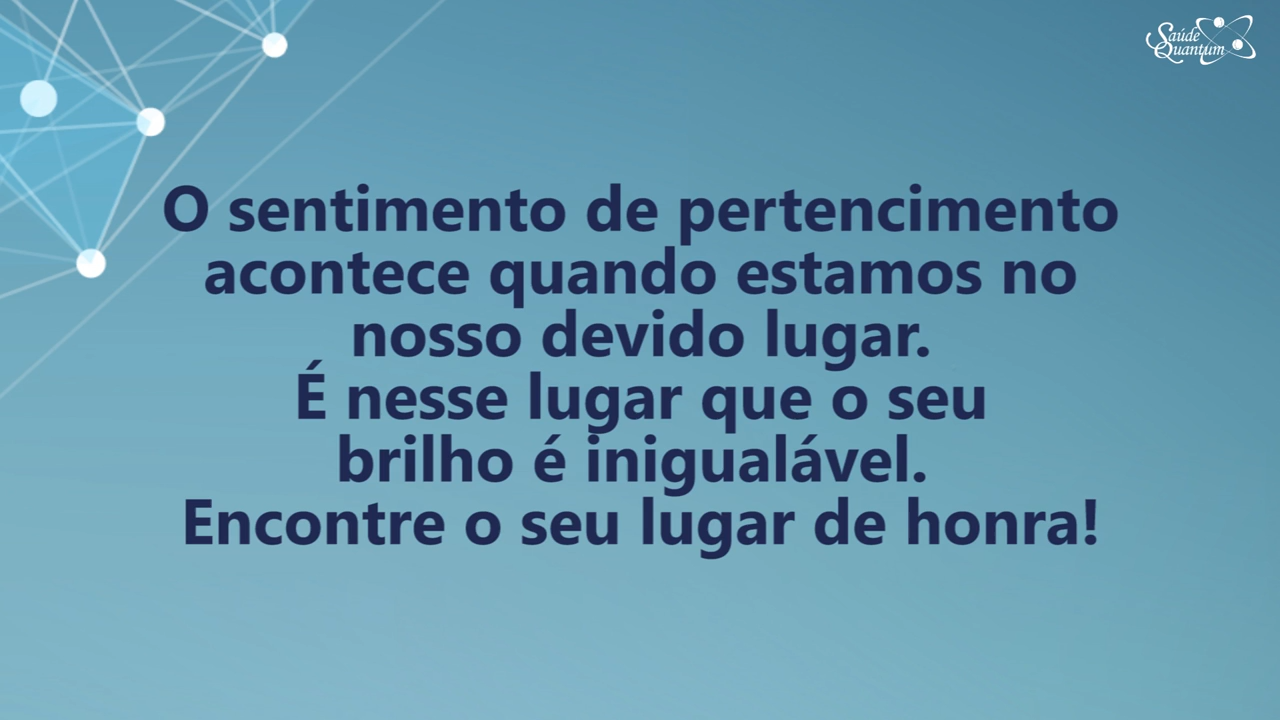 Saúde
Quantum
O sentimento de pertencimento
acontece quando estamos no
nosso devido lugar.
É nesse lugar que o seu
brilho é inigualável.
Encontre o seu lugar de honra!